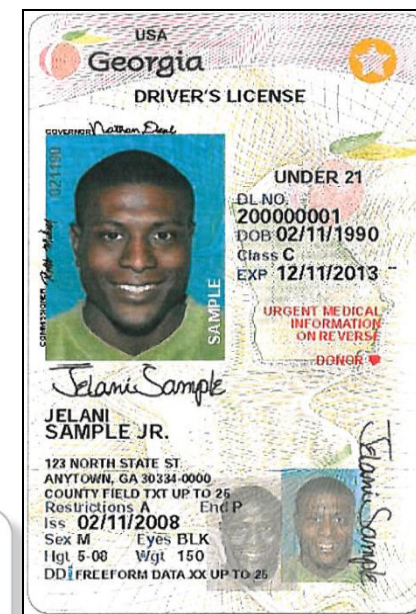 USA
Georgia
DRIVER'S LICENSE
GOVERNOR Nathan Deal
021190
COMMISSIONER
SAMPLE
UNDER 21
DL NO.
200000001
DOB 02/11/1990
Class C
EXP 12/11/2013
URGENT MEDICAL
INFORMATION
ON REVERSE
DONOR
Jelani Sample
JELANI
SAMPLE JR.
123 NORTH STATE ST.
ANYTOWN, GA 30334-0000
COUNTY FIELD TXT UP TO 25
Restrictions A End P
Iss 02/11/2008
Sex M Eyes BLK
Hgt 5-08 Wgt 150
DD FREEFORM DATA XX UP TO 25
Jelani Sample